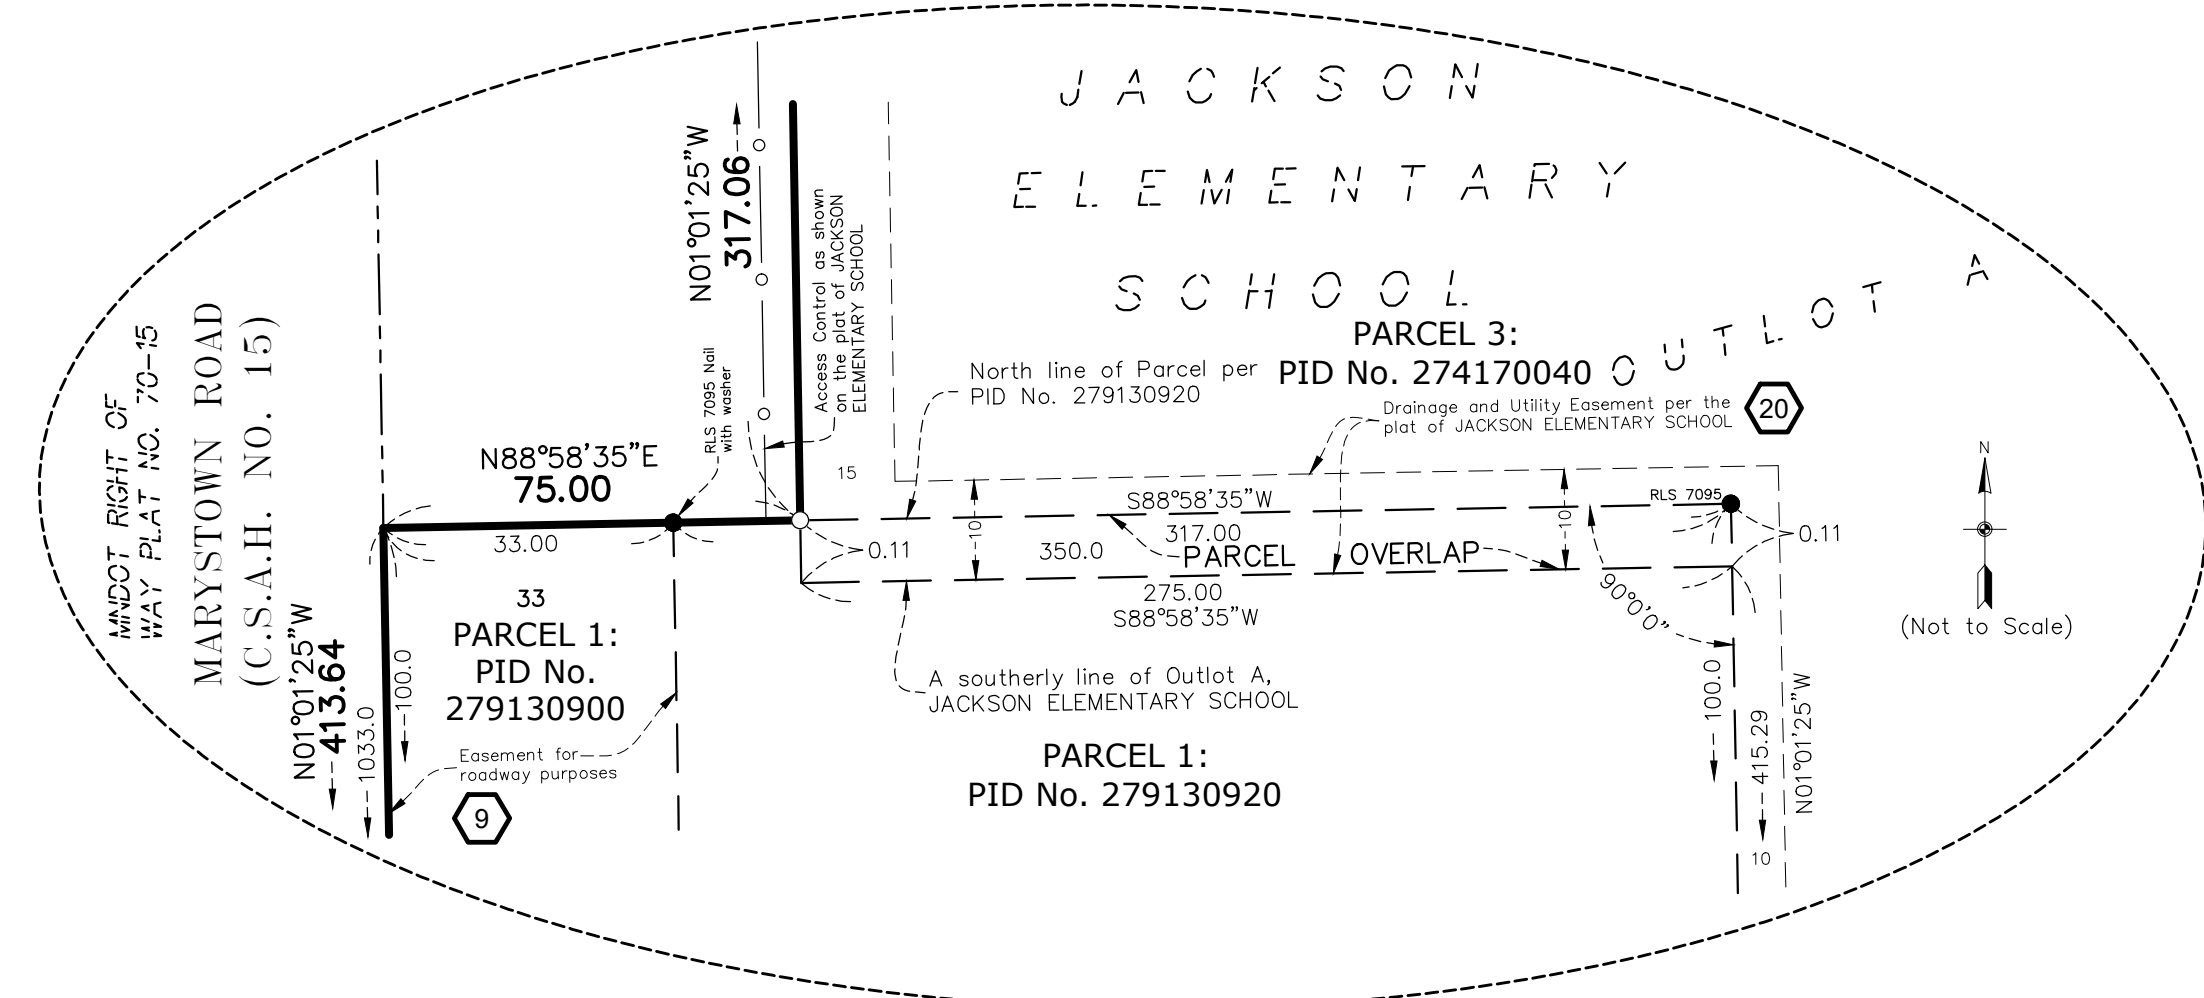 JACKSON
ELEMENTARY
SCHOOL
OUTLOT A
PARCEL 3:
PID No. 274170040
N01°01'25"W
317.06
Access Control as shown
on the plat of JACKSON
ELEMENTARY SCHOOL
RLS 7095 Nail
with washer
North line of Parcel per
PID No. 279130920
Drainage and Utility Easement per the
plat of JACKSON ELEMENTARY SCHOOL
20
MNDOT RIGHT OF
WAY PLAT NO. 70-15
MARYSTOWN ROAD
(C.S.A.H. NO. 15)
N88°58'35"E
75.00
33.00
15
S88°58'35"W
317.00
350.0
10
10
0.11
PARCEL OVERLAP
275.00
S88°58'35"W
RLS 7095
0.11
90°0'0"
N
(Not to Scale)
33
PARCEL 1:
PID No.
279130900
N01°01'25"W
413.64
1033.0
100.0
Easement for
roadway purposes
9
A southerly line of Outlot A,
JACKSON ELEMENTARY SCHOOL
PARCEL 1:
PID No. 279130920
100.0
415.29
N01°01'25"W
10